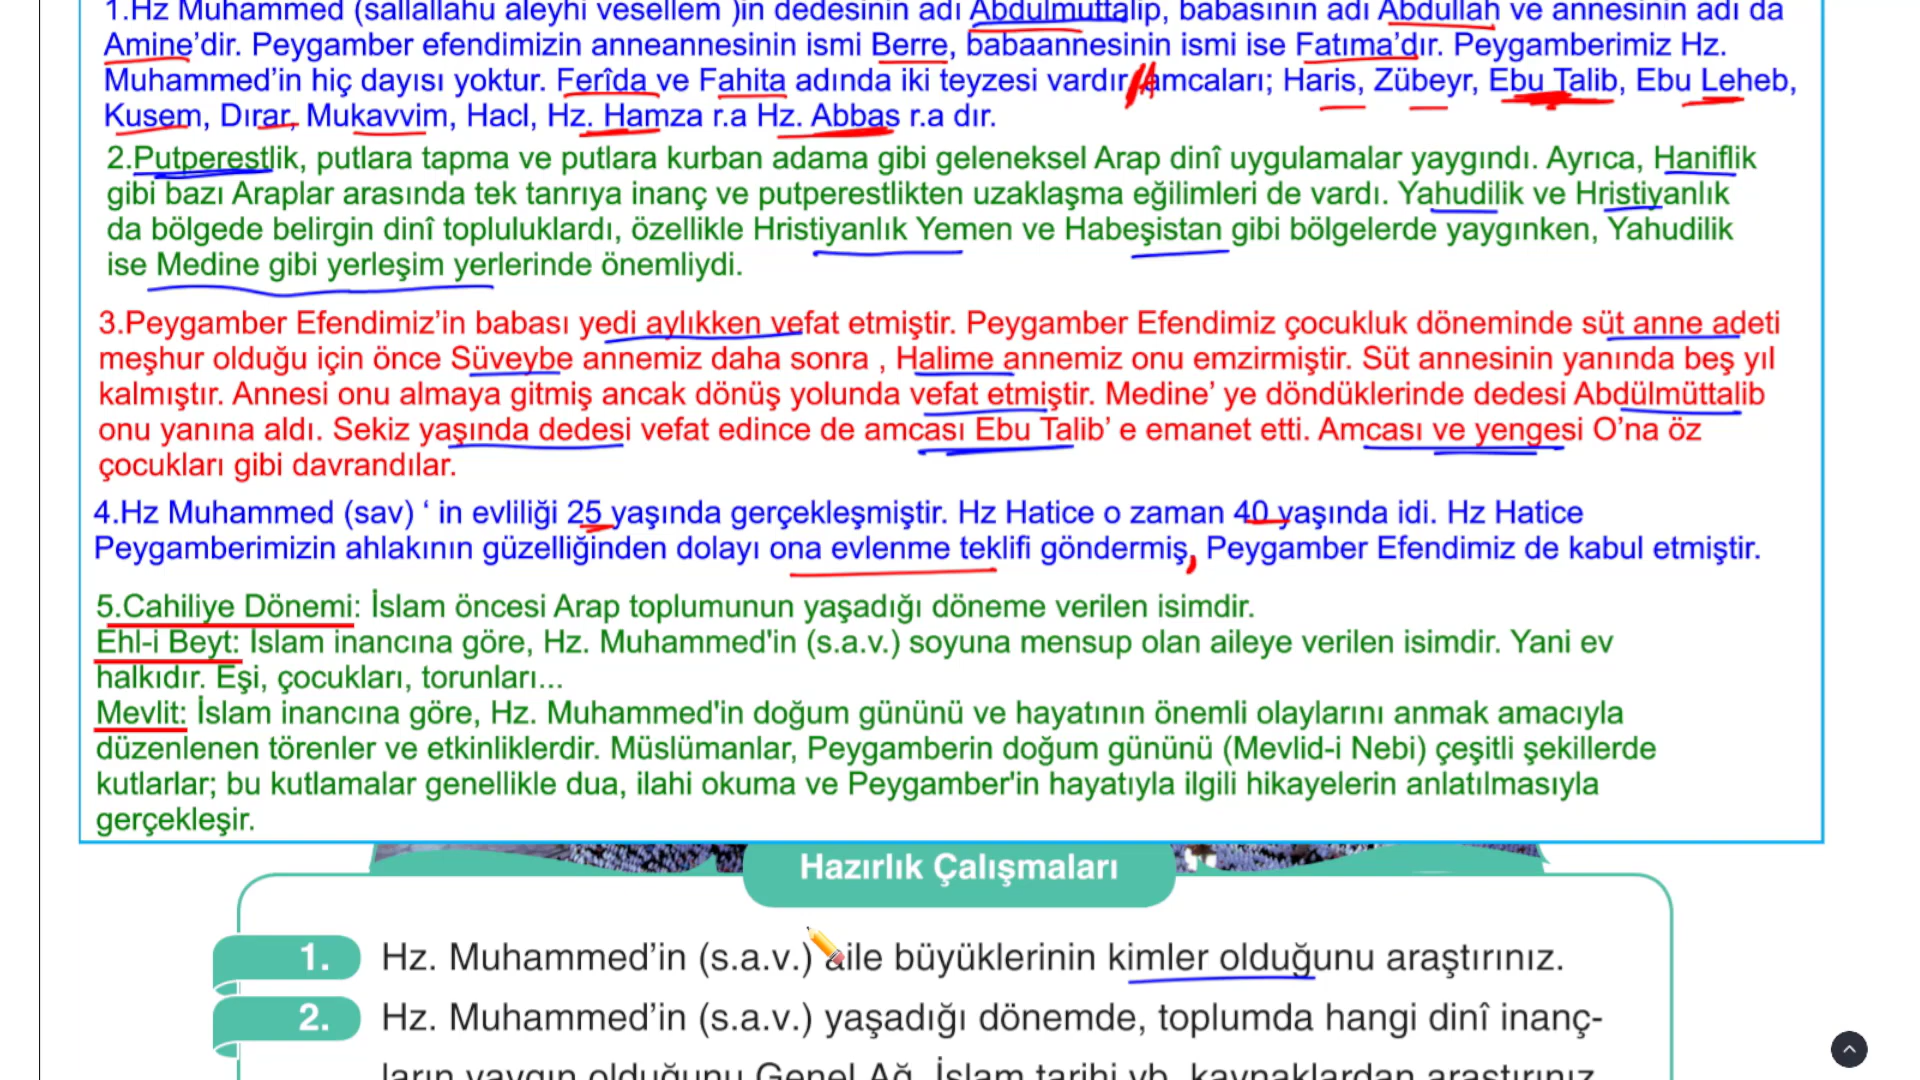 1.Hz Muhammed (sallallahu aleyhi vesellem )in dedesinin adı Abdulmuttalip, babasının adı Abdullah ve annesinin adı da
Amine’dir. Peygamber efendimizin anneannesinin ismi Berre, babaannesinin ismi ise Fatıma’dır. Peygamberimiz Hz.
Muhammed’in hiç dayısı yoktur. Ferîda ve Fahita adında iki teyzesi vardır, amcaları; Haris, Zübeyr, Ebu Talib, Ebu Leheb,
Kusem, Dırar, Mukavvim, Hacl, Hz. Hamza r.a Hz. Abbas r.a dır.
2.Putperestlik, putlara tapma ve putlara kurban adama gibi geleneksel Arap dinî uygulamalar yaygındı. Ayrıca, Haniflik
gibi bazı Araplar arasında tek tanrıya inanç ve putperestlikten uzaklaşma eğilimleri de vardı. Yahudilik ve Hristiyanlık
da bölgede belirgin dinî topluluklardı, özellikle Hristiyanlık Yemen ve Habeşistan gibi bölgelerde yaygınken, Yahudilik
ise Medine gibi yerleşim yerlerinde önemliydi.
3.Peygamber Efendimiz’in babası yedi aylıkken vefat etmiştir. Peygamber Efendimiz çocukluk döneminde süt anne adeti
meşhur olduğu için önce Süveybe annemiz daha sonra , Halime annemiz onu emzirmiştir. Süt annesinin yanında beş yıl
kalmıştır. Annesi onu almaya gitmiş ancak dönüş yolunda vefat etmiştir. Medine’ ye döndüklerinde dedesi Abdülmüttalib
onu yanına aldı. Sekiz yaşında dedesi vefat edince de amcası Ebu Talib’ e emanet etti. Amcası ve yengesi O’na öz
çocukları gibi davrandılar.
4.Hz Muhammed (sav) ‘ in evliliği 25 yaşında gerçekleşmiştir. Hz Hatice o zaman 40 yaşında idi. Hz Hatice
Peygamberimizin ahlakının güzelliğinden dolayı ona evlenme teklifi göndermiş, Peygamber Efendimiz de kabul etmiştir.
5.Cahiliye Dönemi: İslam öncesi Arap toplumunun yaşadığı döneme verilen isimdir.
Ehl-i Beyt: İslam inancına göre, Hz. Muhammed'in (s.a.v.) soyuna mensup olan aileye verilen isimdir. Yani ev
halkıdır. Eşi, çocukları, torunları...
Mevlit: İslam inancına göre, Hz. Muhammed'in doğum gününü ve hayatının önemli olaylarını anmak amacıyla
düzenlenen törenler ve etkinliklerdir. Müslümanlar, Peygamberin doğum gününü (Mevlid-i Nebi) çeşitli şekillerde
kutlarlar; bu kutlamalar genellikle dua, ilahi okuma ve Peygamber'in hayatıyla ilgili hikayelerin anlatılmasıyla
gerçekleşir.
Hazırlık Çalışmaları
1. Hz. Muhammed’in (s.a.v.) aile büyüklerinin kimler olduğunu araştırınız.
2. Hz. Muhammed’in (s.a.v.) yaşadığı dönemde, toplumda hangi dinî inanç-
ların yaygın olduğunu Genel Ağ, İslam tarihi vb. kaynaklardan araştırınız.